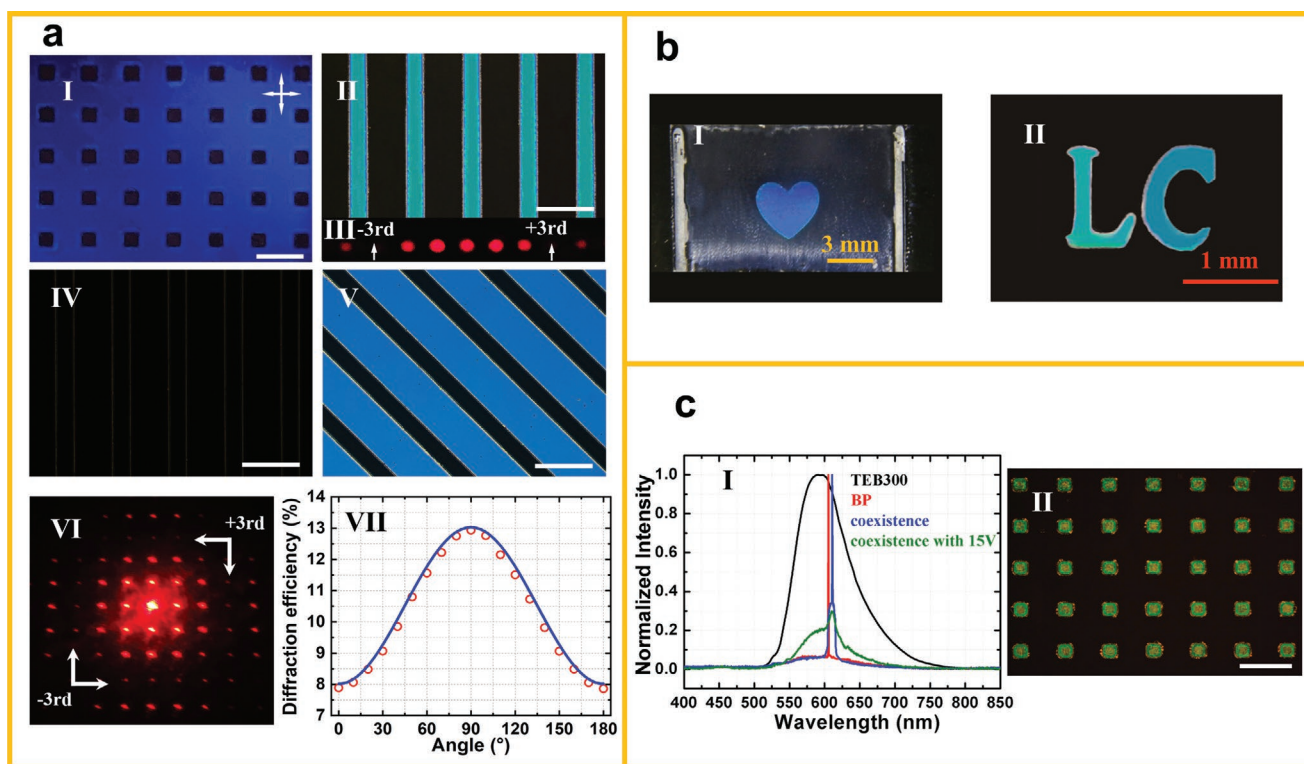 a
I
II
III
-3rd
+3rd
IV
V
VI
+3rd
-3rd
VII
Diffraction efficiency (%)
14
13
12
11
10
9
8
7
0 30 60 90 120 150 180
Angle (°)
b
I
3 mm
II
LC
1 mm
c
I
TEB300
BP
coexistence
coexistence with 15V
Normalized Intensity
1.0
0.8
0.6
0.4
0.2
0.0
400 450 500 550 600 650 700 750 800 850
Wavelength (nm)
II